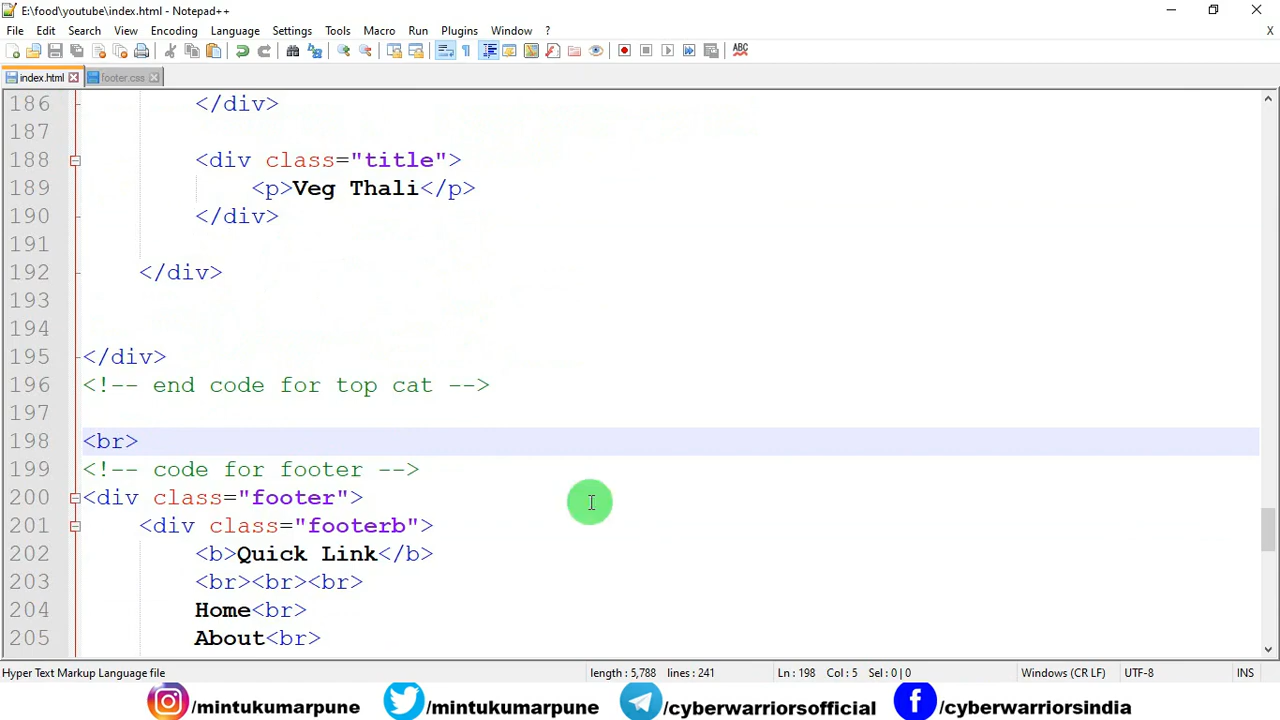 E:\food\youtube\index.html - Notepad++
File Edit Search View Encoding Language Settings Tools Macro Run Plugins Window ? X
index.html footer.css
186 </div>
187
188 <div class="title">
189 <p>Veg Thali</p>
190 </div>
191
192 </div>
193
194
195 </div>
196 <!-- end code for top cat -->
197
198 <br>
199 <!-- code for footer -->
200 <div class="footer">
201 <div class="footerb">
202 <b>Quick Link</b>
203 <br><br><br>
204 Home<br>
205 About<br>
Hyper Text Markup Language file length : 5,788 lines : 241 Ln : 198 Col : 5 Sel : 0 | 0 Windows (CR LF) UTF-8 INS
/mintukumarpune /mintukumarpune /cyberwarriorsofficial /cyberwarriorsindia